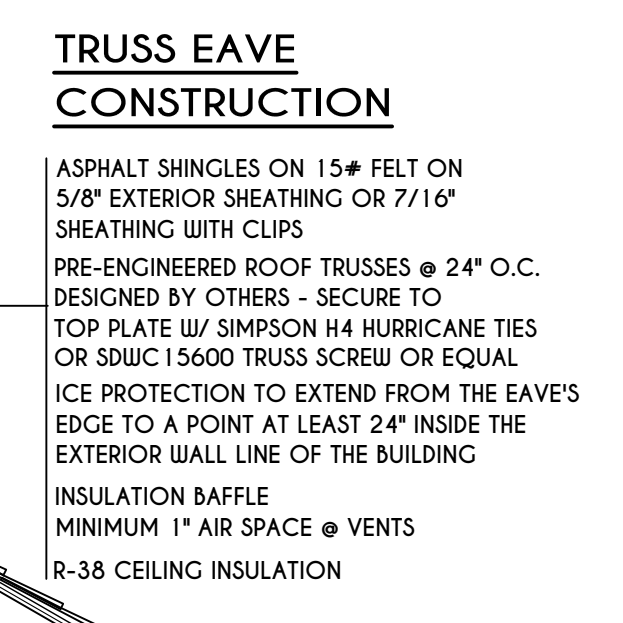 TRUSS EAVE
CONSTRUCTION
ASPHALT SHINGLES ON 15# FELT ON
5/8" EXTERIOR SHEATHING OR 7/16"
SHEATHING WITH CLIPS
PRE-ENGINEERED ROOF TRUSSES @ 24" O.C.
DESIGNED BY OTHERS - SECURE TO
TOP PLATE W/ SIMPSON H4 HURRICANE TIES
OR SDWC15600 TRUSS SCREW OR EQUAL
ICE PROTECTION TO EXTEND FROM THE EAVE'S
EDGE TO A POINT AT LEAST 24" INSIDE THE
EXTERIOR WALL LINE OF THE BUILDING
INSULATION BAFFLE
MINIMUM 1" AIR SPACE @ VENTS
R-38 CEILING INSULATION